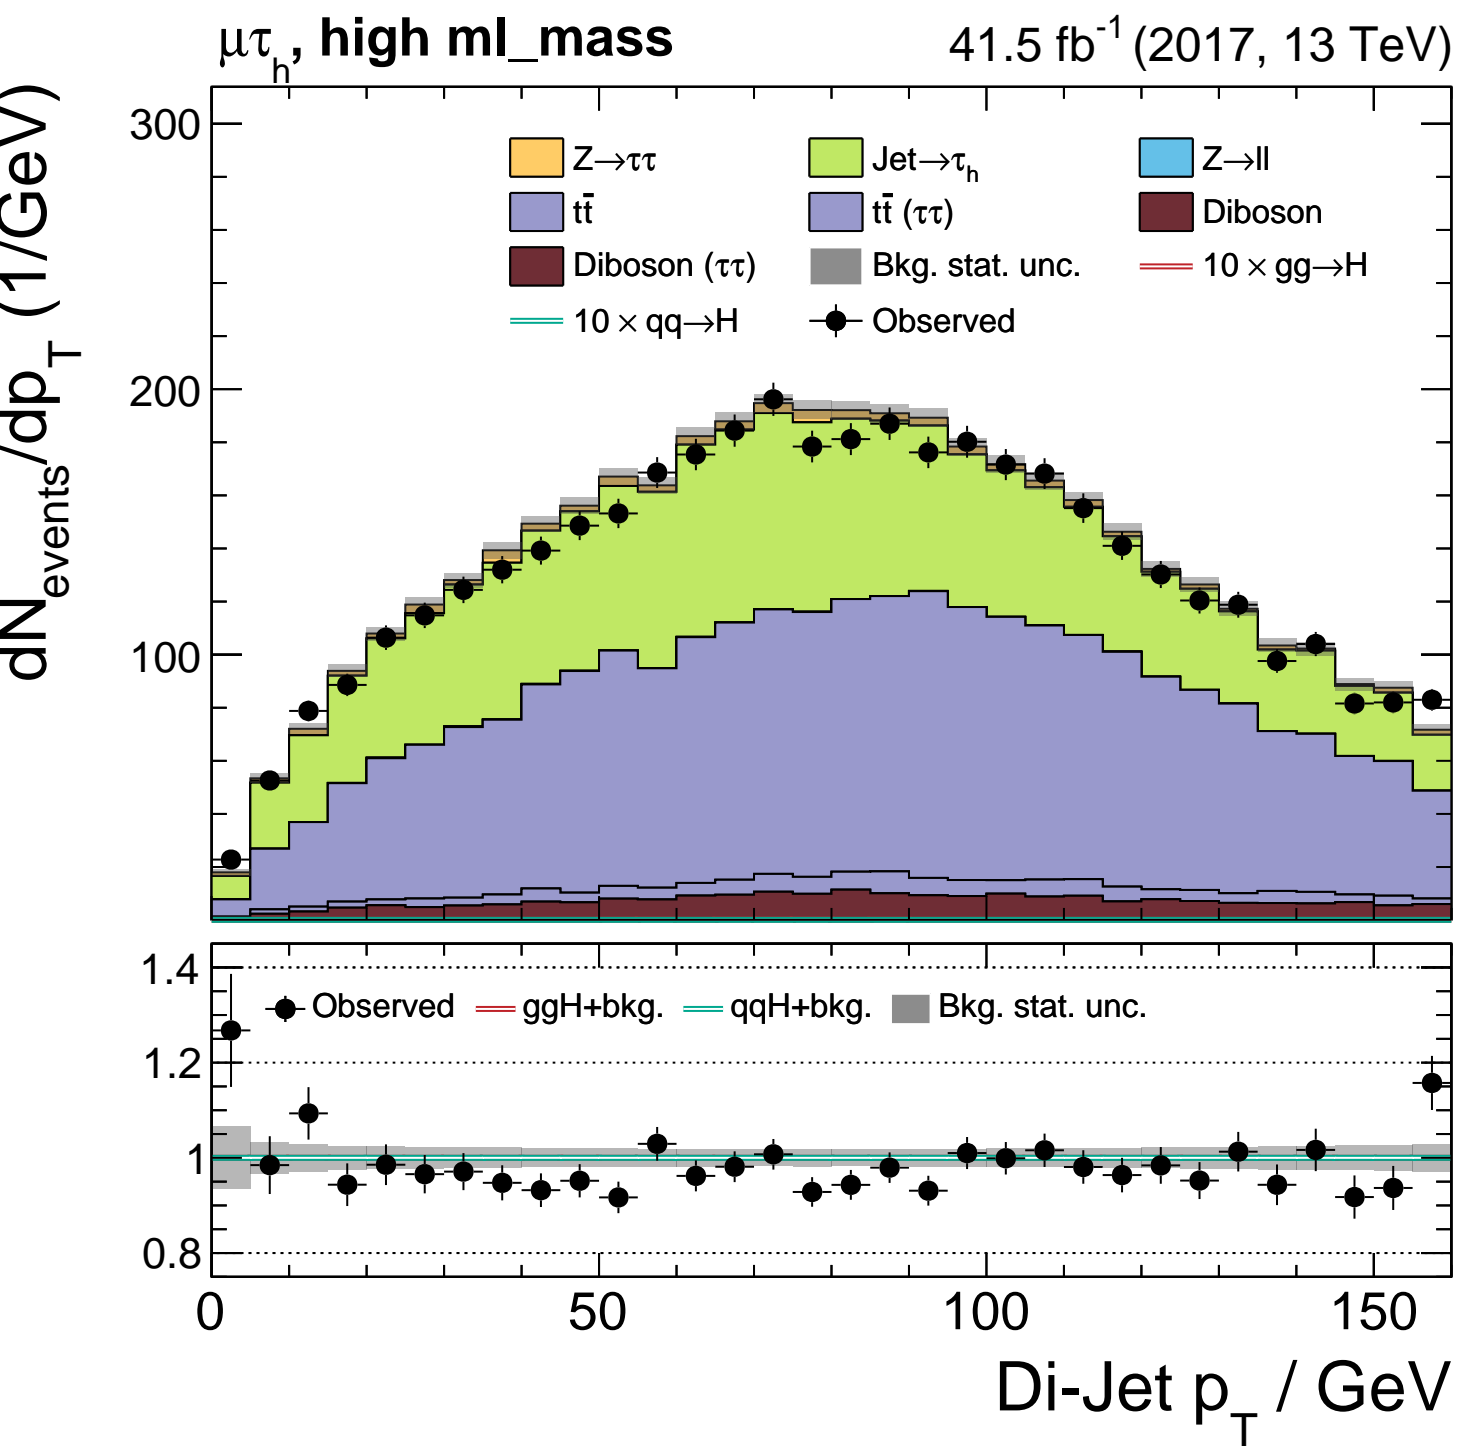 μτh, high ml_mass 41.5 fb-1 (2017, 13 TeV)
dNevents/dpT (1/GeV)
300
200
100
Z→ττ Jet→τh Z→ll
tt̄ tt̄ (ττ) Diboson
Diboson (ττ) Bkg. stat. unc. 10 × gg→H
10 × qq→H Observed
1.4
1.2
1
0.8
Observed ggH+bkg. qqH+bkg. Bkg. stat. unc.
0 50 100 150
Di-Jet pT / GeV